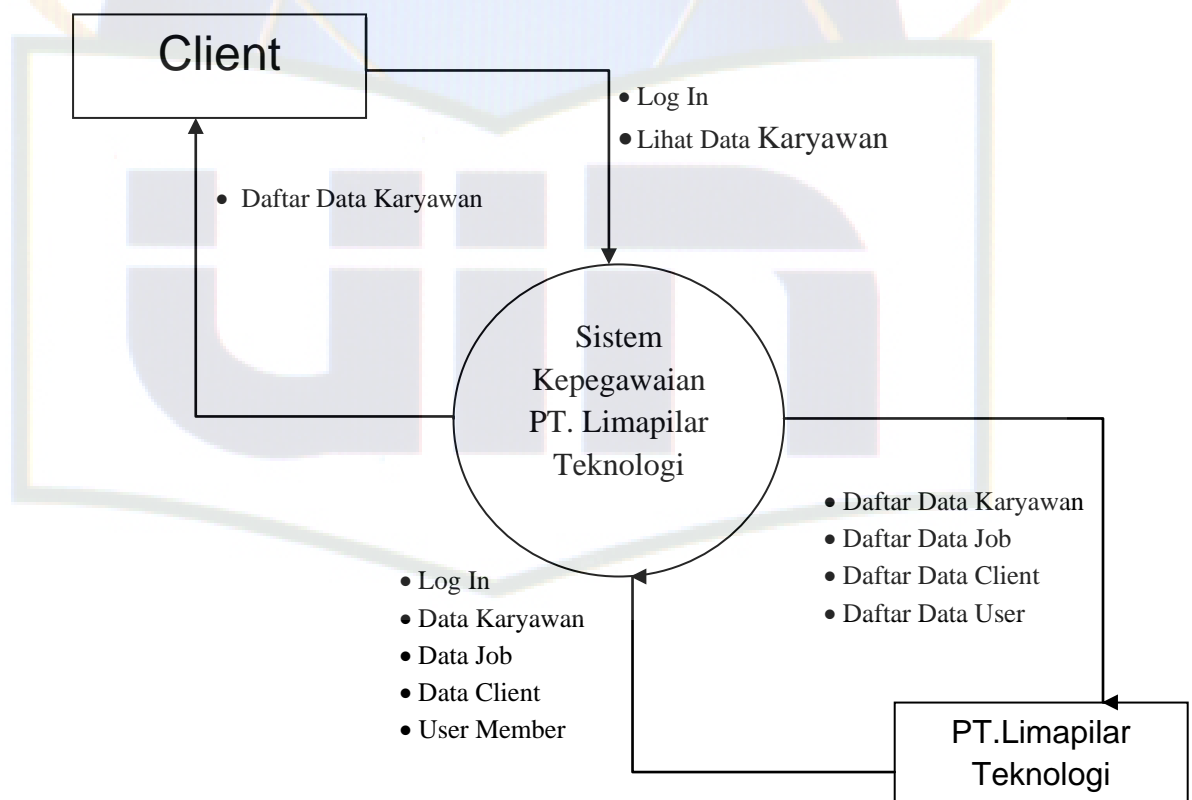 Client
• Log In
• Lihat Data Karyawan
• Daftar Data Karyawan
Sistem
Kepegawaian
PT. Limapilar
Teknologi
• Daftar Data Karyawan
• Daftar Data Job
• Daftar Data Client
• Daftar Data User
• Log In
• Data Karyawan
• Data Job
• Data Client
• User Member
PT.Limapilar
Teknologi
uin